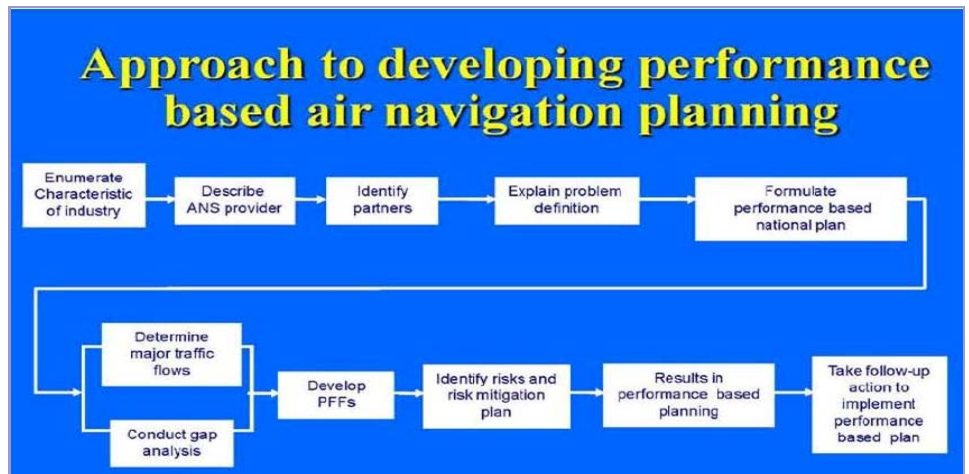 Approach to developing performance
based air navigation planning
Enumerate
Characteristic
of industry
Describe
ANS provider
Identify
partners
Explain problem
definition
Formulate
performance based
national plan
Determine
major traffic
flows
Conduct gap
analysis
Develop
PFFs
Identify risks and
risk mitigation
plan
Results in
performance based
planning
Take follow-up
action to
implement
performance
based plan